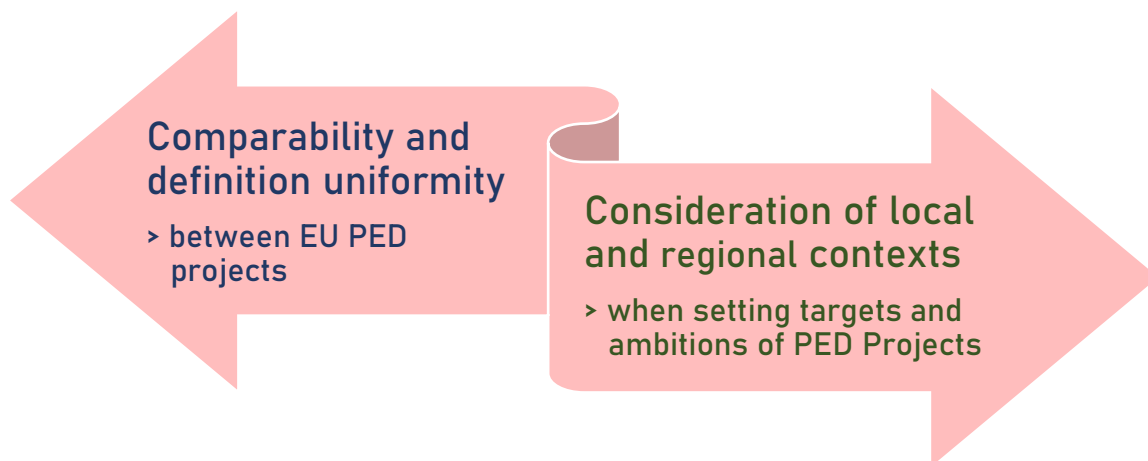 Comparability and
definition uniformity
> between EU PED
projects
Consideration of local
and regional contexts
> when setting targets and
ambitions of PED Projects